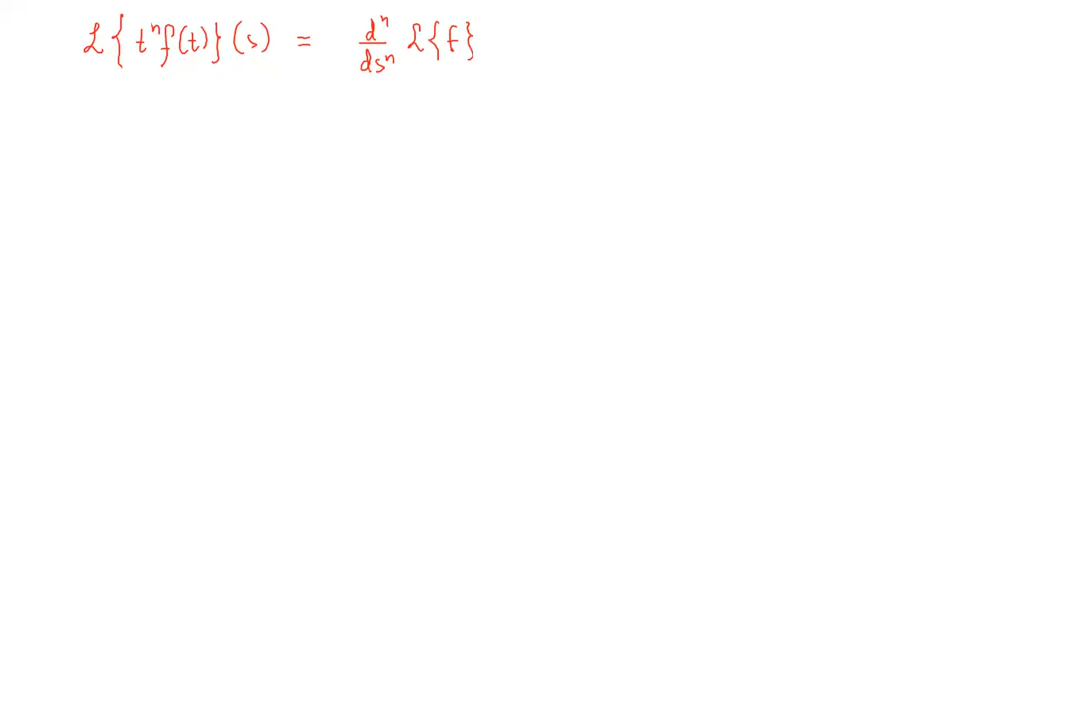 ℒ{tⁿf(t)}(s) = dⁿ/dsⁿ ℒ{f}